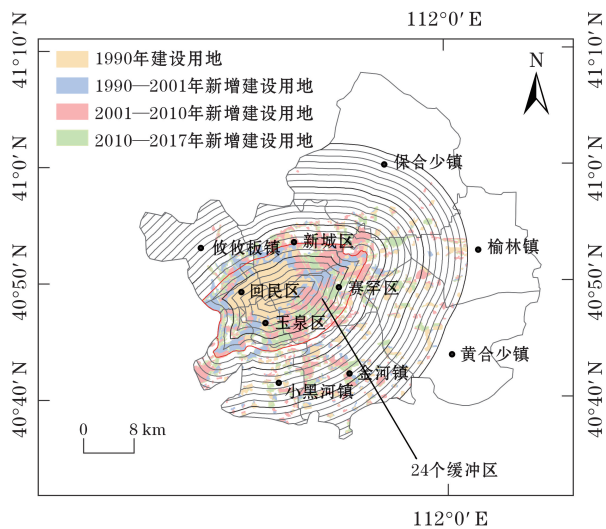 112°0′E
41°10′N
41°10′N
N
1990年建设用地
1990—2001年新增建设用地
2001—2010年新增建设用地
2010—2017年新增建设用地
保合少镇
41°0′N
41°0′N
新城区
攸攸板镇
榆林镇
40°50′N
40°50′N
回民区
赛罕区
玉泉区
黄合少镇
金河镇
小黑河镇
40°40′N
40°40′N
0 8 km
24个缓冲区
112°0′E